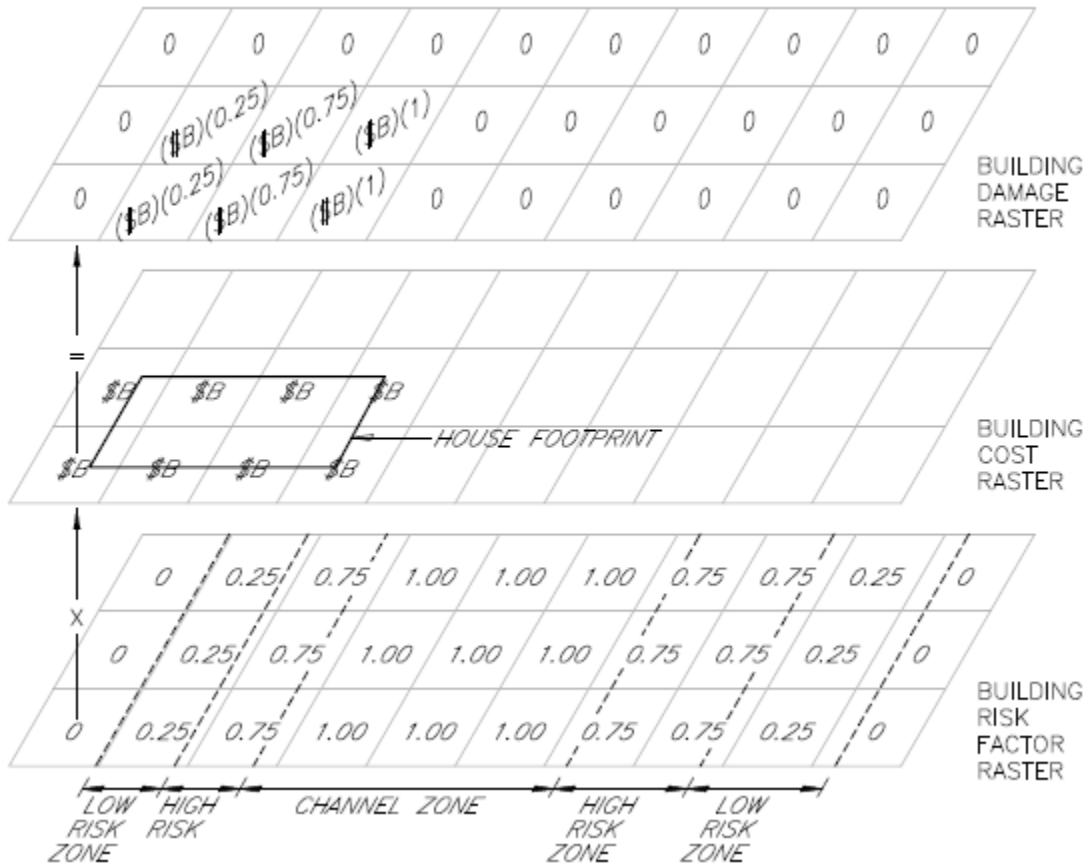 0 0 0 0 0 0 0 0 0 0
0 ($B)(0.25) ($B)(0.75) ($B)(1) 0 0 0 0 0 0
0 ($B)(0.25) ($B)(0.75) ($B)(1) 0 0 0 0 0 0
BUILDING
DAMAGE
RASTER
=
$B $B $B $B
HOUSE FOOTPRINT
$B $B $B $B
BUILDING
COST
RASTER
0 0.25 0.75 1.00 1.00 1.00 0.75 0.75 0.25 0
X
0 0.25 0.75 1.00 1.00 1.00 0.75 0.75 0.25 0
0 0.25 0.75 1.00 1.00 1.00 0.75 0.75 0.25 0
BUILDING
RISK
FACTOR
RASTER
LOW
RISK
ZONE
HIGH
RISK
CHANNEL ZONE
HIGH
RISK
ZONE
LOW
RISK
ZONE